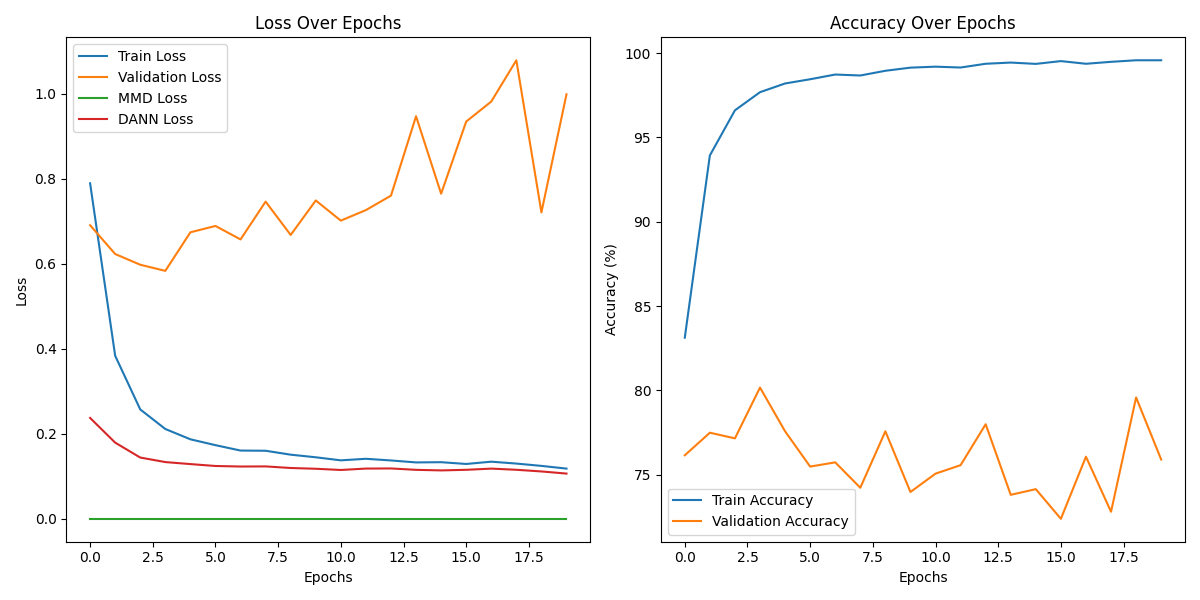 Loss Over Epochs
Train Loss
Validation Loss
MMD Loss
DANN Loss
1.0
0.8
0.6
0.4
0.2
0.0
Loss
0.0 2.5 5.0 7.5 10.0 12.5 15.0 17.5
Epochs
Accuracy Over Epochs
100
95
90
85
80
75
Accuracy (%)
Train Accuracy
Validation Accuracy
0.0 2.5 5.0 7.5 10.0 12.5 15.0 17.5
Epochs